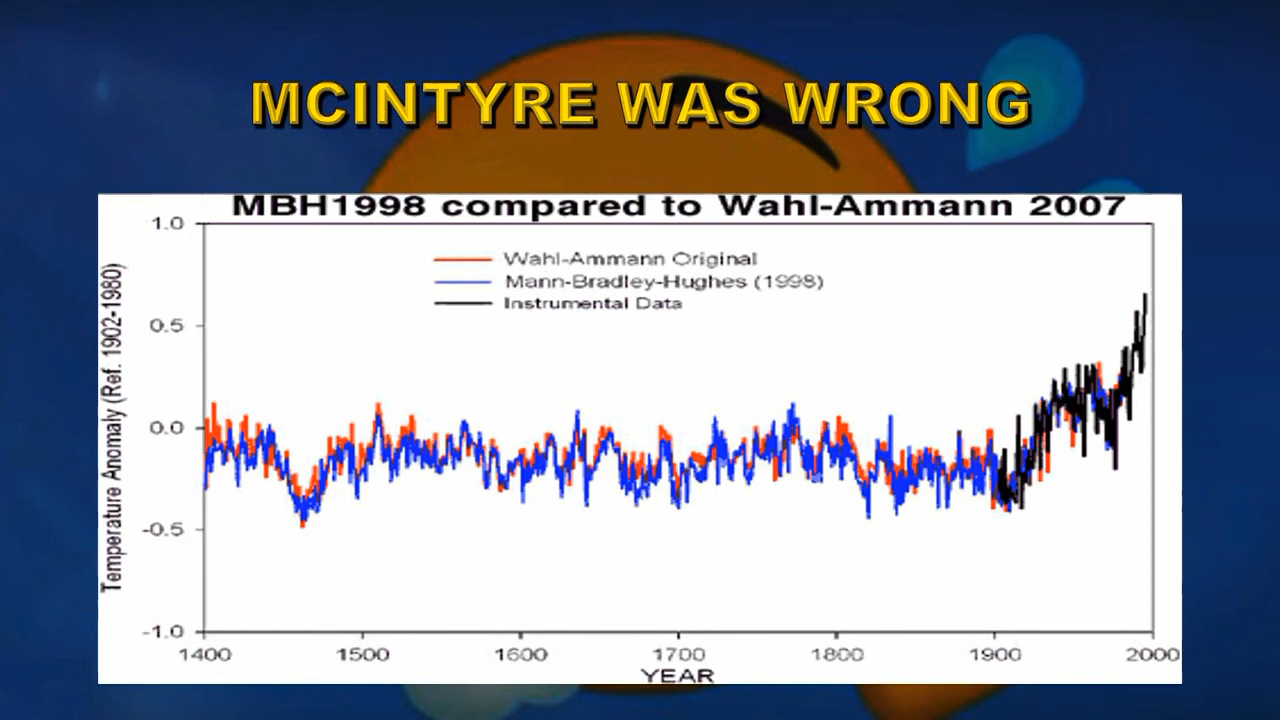 MCINTYRE WAS WRONG
MBH1998 compared to Wahl-Ammann 2007
Temperature Anomaly (Ref. 1902-1980)
1.0
0.5
0.0
-0.5
-1.0
Wahl-Ammann Original
Mann-Bradley-Hughes (1998)
Instrumental Data
1400 1500 1600 1700 1800 1900 2000
YEAR